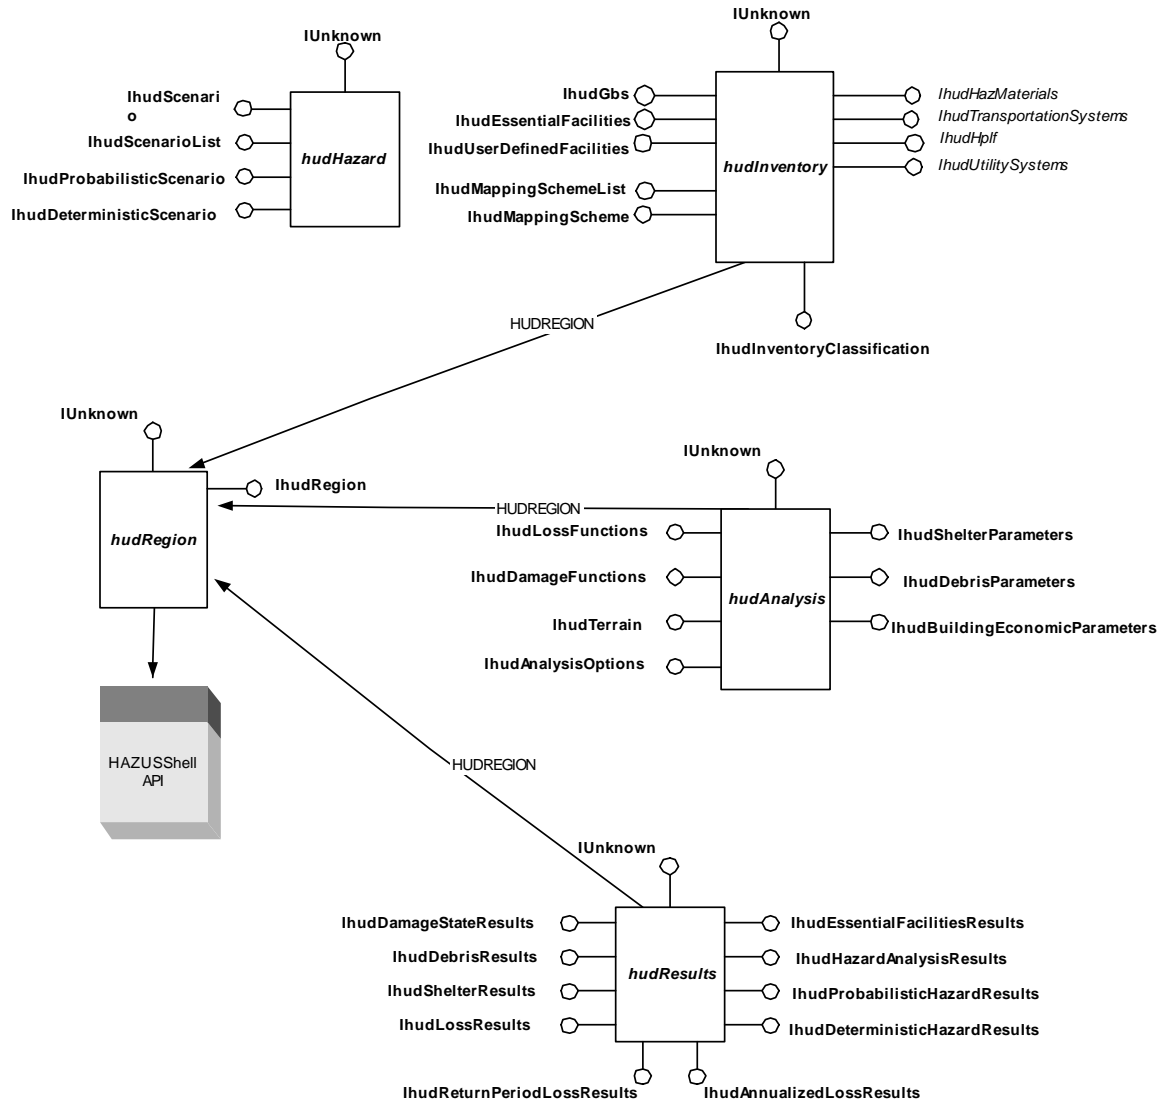 IUnknown
IhudScenari
o
IhudScenarioList
IhudProbabilisticScenario
IhudDeterministicScenario
hudHazard
IUnknown
IhudGbs
IhudEssentialFacilities
IhudUserDefinedFacilities
IhudMappingSchemeList
IhudMappingScheme
hudInventory
IhudHazMaterials
IhudTransportationSystems
IhudHplf
IhudUtilitySystems
IhudInventoryClassification
HUDREGION
IUnknown
IhudRegion
hudRegion
HAZUSShell
API
HUDREGION
IUnknown
IhudLossFunctions
IhudDamageFunctions
IhudTerrain
IhudAnalysisOptions
hudAnalysis
IhudShelterParameters
IhudDebrisParameters
IhudBuildingEconomicParameters
HUDREGION
IUnknown
IhudDamageStateResults
IhudDebrisResults
IhudShelterResults
IhudLossResults
hudResults
IhudEssentialFacilitiesResults
IhudHazardAnalysisResults
IhudProbabilisticHazardResults
IhudDeterministicHazardResults
IhudReturnPeriodLossResults
IhudAnnualizedLossResults